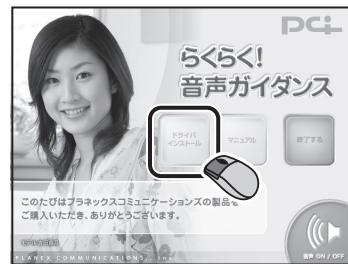 PCi
らくらく!
音声ガイダンス
ドライバ
インストール
マニュアル
終了する
このたびはプラネックスコミュニケーションズの製品を
ご購入いただき、ありがとうございます。
PLANEX COMMUNICATIONS, Inc.
音声 ON / OFF